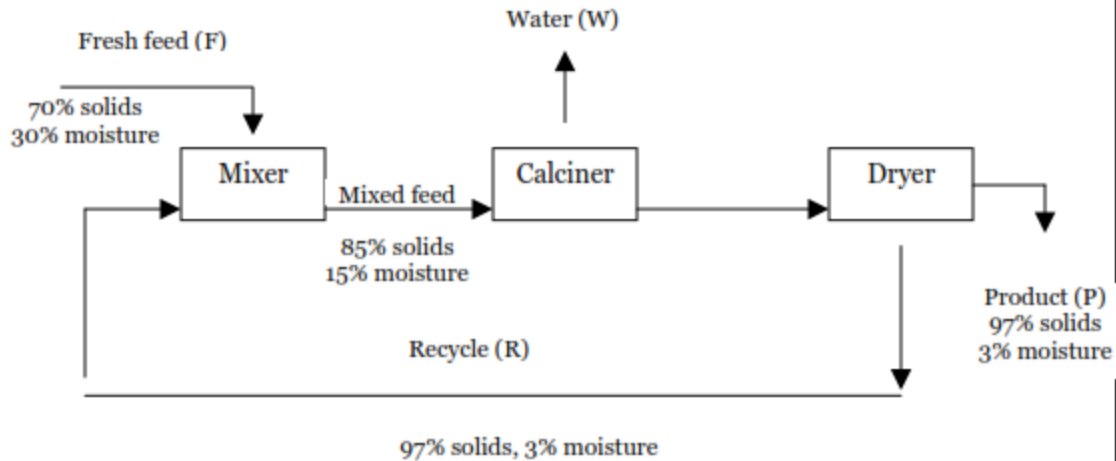 Water (W)
Fresh feed (F)
70% solids
30% moisture
Mixer
Calciner
Dryer
Mixed feed
85% solids
15% moisture
Product (P)
97% solids
3% moisture
Recycle (R)
97% solids, 3% moisture